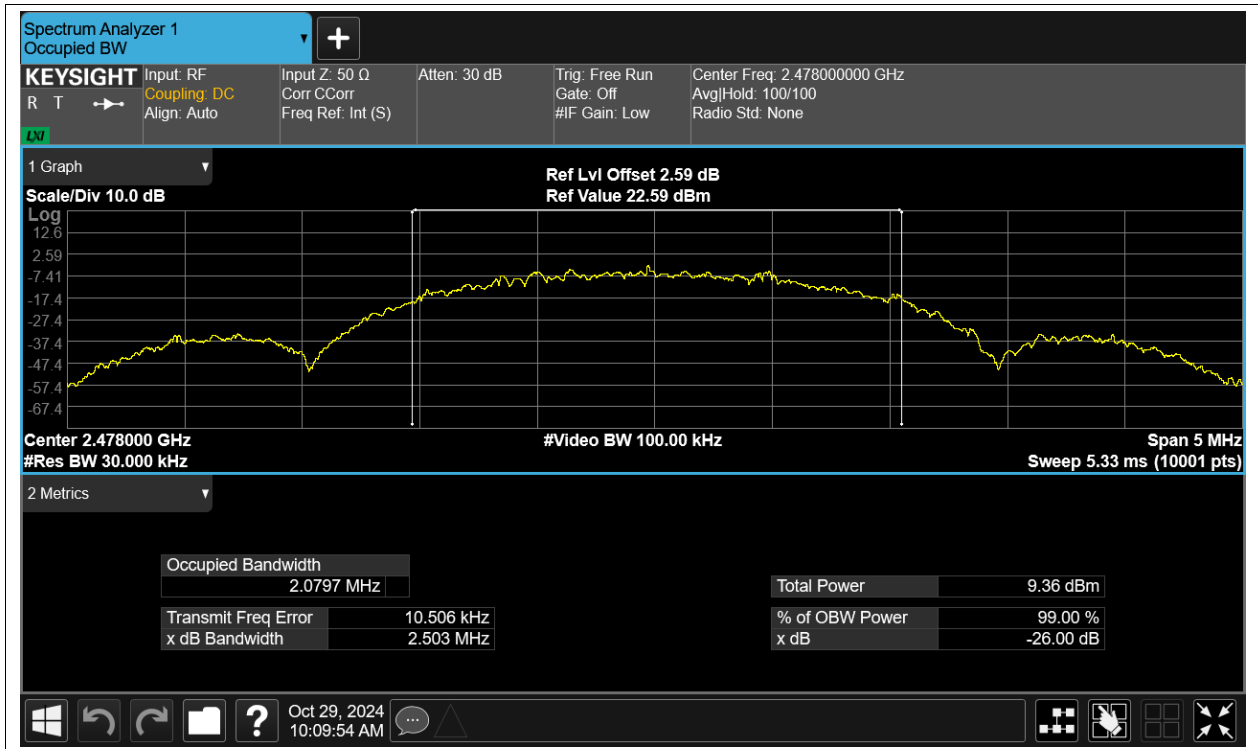 Spectrum Analyzer 1
Occupied BW
KEYSIGHT
R T
LXI
Input: RF
Coupling: DC
Align: Auto
Input Z: 50 Ω
Corr CCorr
Freq Ref: Int (S)
Atten: 30 dB
Trig: Free Run
Gate: Off
#IF Gain: Low
Center Freq: 2.478000000 GHz
Avg|Hold: 100/100
Radio Std: None
1 Graph
Scale/Div 10.0 dB
Ref Lvl Offset 2.59 dB
Ref Value 22.59 dBm
Log
12.6
2.59
-7.41
-17.4
-27.4
-37.4
-47.4
-57.4
-67.4
Center 2.478000 GHz
#Video BW 100.00 kHz
Span 5 MHz
#Res BW 30.000 kHz
Sweep 5.33 ms (10001 pts)
2 Metrics
Occupied Bandwidth
2.0797 MHz
Total Power 9.36 dBm
Transmit Freq Error 10.506 kHz
% of OBW Power 99.00 %
x dB Bandwidth 2.503 MHz
x dB -26.00 dB
?
Oct 29, 2024
10:09:54 AM